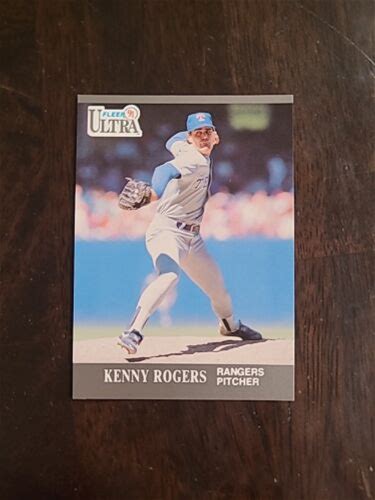 FLEER 91
ULTRA
KENNY ROGERS RANGERS
PITCHER